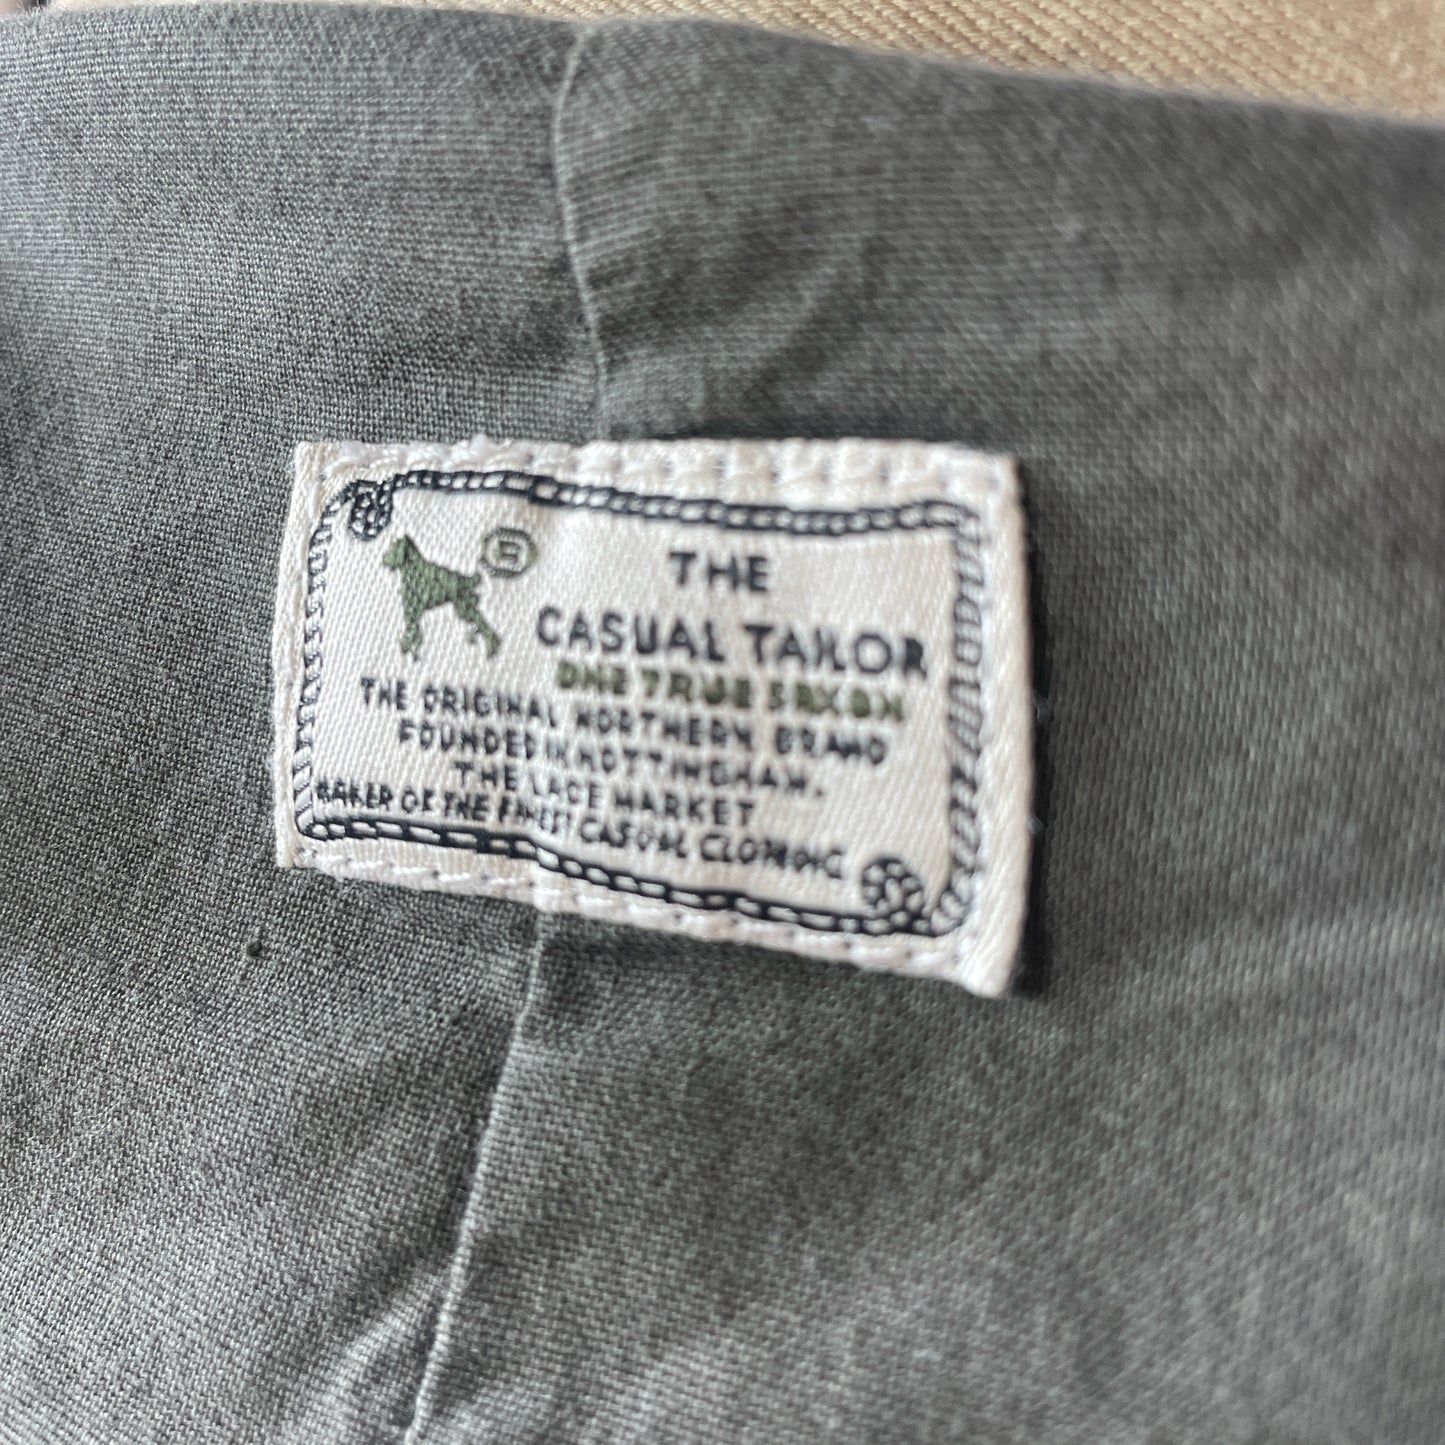 THE
CASUAL TAILOR
ONE TRUE SAXON
THE ORIGINAL NORTHERN BRAND
FOUNDED IN NOTTINGHAM.
THE LACE MARKET
MAKER OF THE FINEST CASUAL CLOTHING